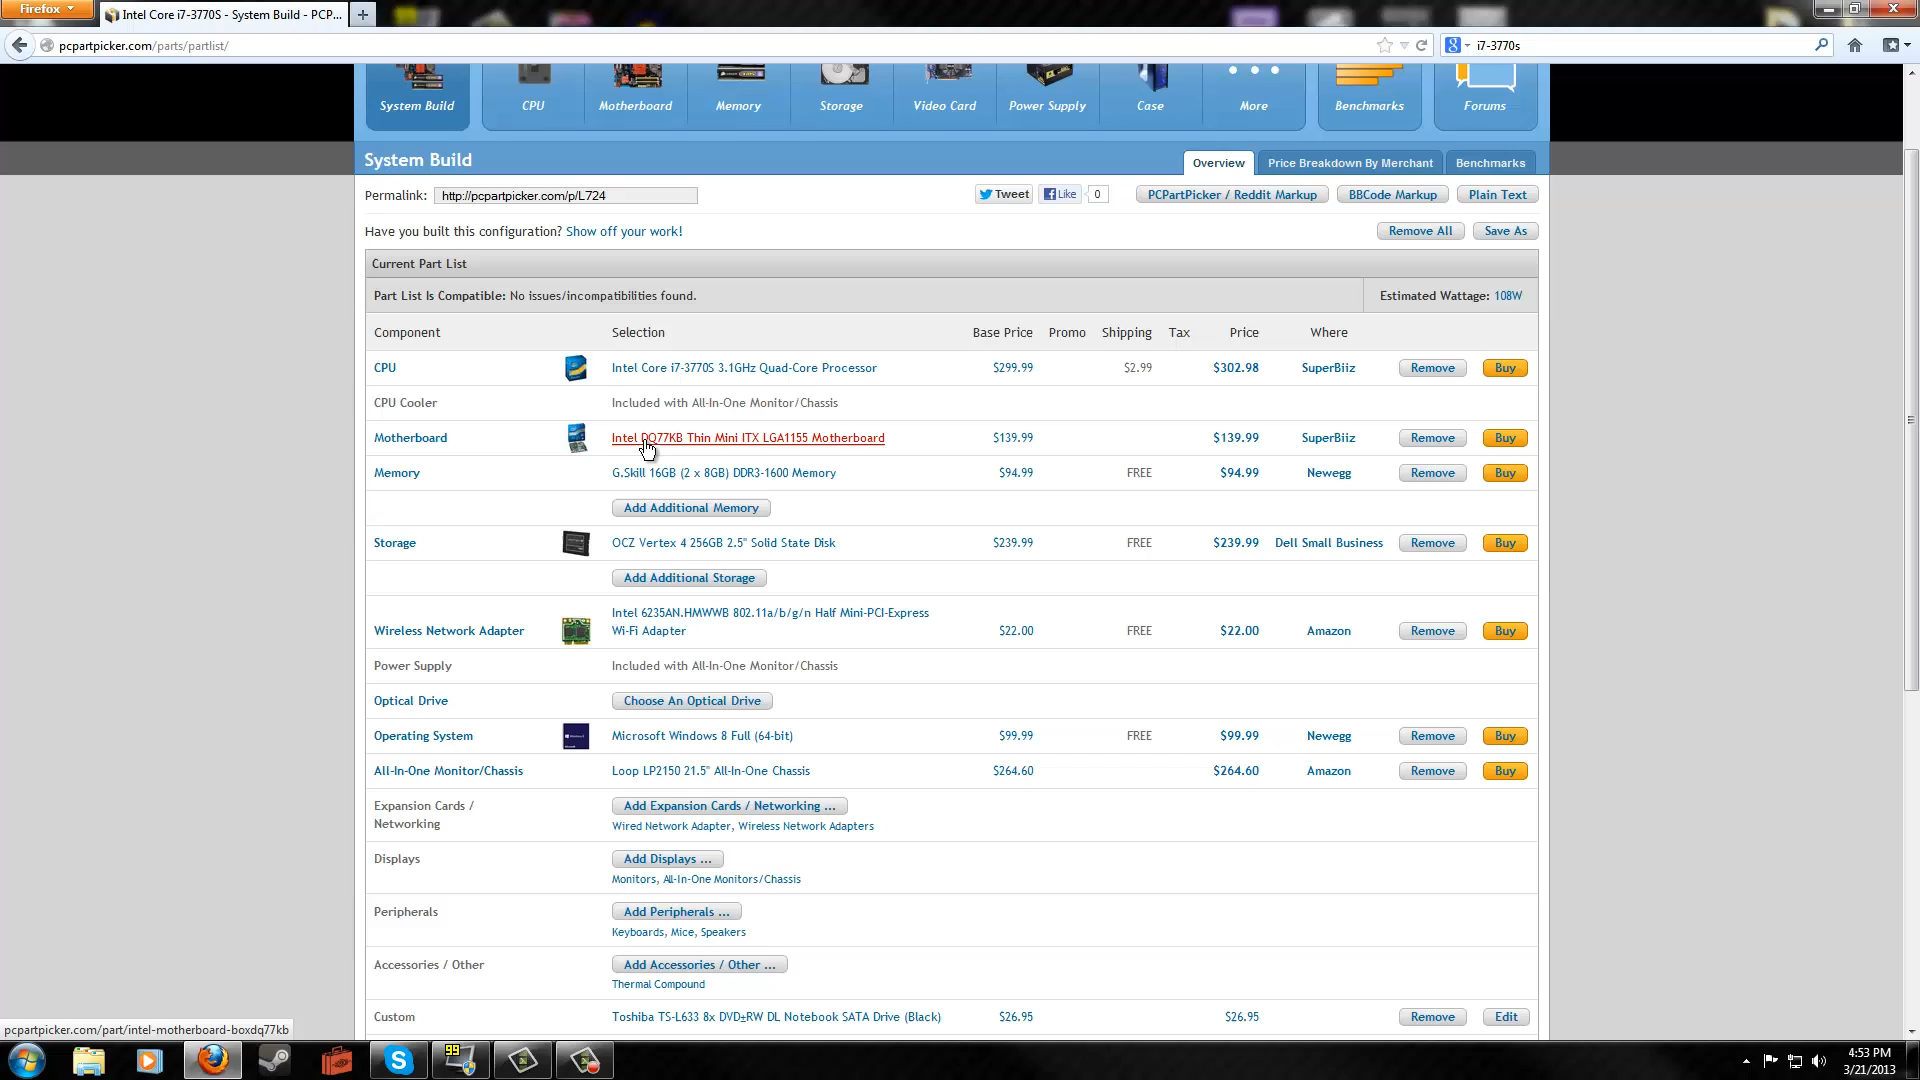 Firefox
Intel Core i7-3770S - System Build - PCP...
pcpartpicker.com/parts/partlist/
i7-3770s
System Build
CPU
Motherboard
Memory
Storage
Video Card
Power Supply
Case
More
Benchmarks
Forums
System Build
Overview
Price Breakdown By Merchant
Benchmarks
Permalink: http://pcpartpicker.com/p/L724
Tweet
Like
0
PCPartPicker / Reddit Markup
BBCode Markup
Plain Text
Have you built this configuration? Show off your work!
Remove All
Save As
Current Part List
Part List Is Compatible: No issues/incompatibilities found.
Estimated Wattage: 108W
Component Selection Base Price Promo Shipping Tax Price Where
CPU Intel Core i7-3770S 3.1GHz Quad-Core Processor $299.99 $2.99 $302.98 SuperBiiz Remove Buy
CPU Cooler Included with All-In-One Monitor/Chassis
Motherboard Intel DQ77KB Thin Mini ITX LGA1155 Motherboard $139.99 $139.99 SuperBiiz Remove Buy
Memory G.Skill 16GB (2 x 8GB) DDR3-1600 Memory $94.99 FREE $94.99 Newegg Remove Buy
Add Additional Memory
Storage OCZ Vertex 4 256GB 2.5" Solid State Disk $239.99 FREE $239.99 Dell Small Business Remove Buy
Add Additional Storage
Intel 6235AN.HMWWB 802.11a/b/g/n Half Mini-PCI-Express
Wireless Network Adapter Wi-Fi Adapter $22.00 FREE $22.00 Amazon Remove Buy
Power Supply Included with All-In-One Monitor/Chassis
Optical Drive Choose An Optical Drive
Operating System Microsoft Windows 8 Full (64-bit) $99.99 FREE $99.99 Newegg Remove Buy
All-In-One Monitor/Chassis Loop LP2150 21.5" All-In-One Chassis $264.60 $264.60 Amazon Remove Buy
Expansion Cards / Add Expansion Cards / Networking ...
Networking Wired Network Adapter, Wireless Network Adapters
Displays Add Displays ...
Monitors, All-In-One Monitors/Chassis
Peripherals Add Peripherals ...
Keyboards, Mice, Speakers
Accessories / Other Add Accessories / Other ...
Thermal Compound
Custom Toshiba TS-L633 8x DVD±RW DL Notebook SATA Drive (Black) $26.95 $26.95 Remove Edit
pcpartpicker.com/part/intel-motherboard-boxdq77kb
99
4:53 PM
3/21/2013